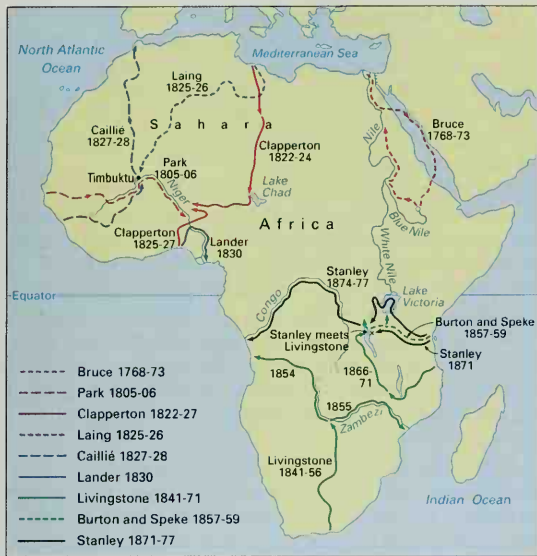 North Atlantic
Ocean
Mediterranean Sea
Laing
1825-26
Sahara
Caillié
1827-28
Clapperton
1822-24
Bruce
1768-73
Nile
Park
1805-06
Timbuktu
Niger
Lake
Chad
Africa
Blue Nile
White Nile
Clapperton
1825-27
Lander
1830
Stanley
1874-77
Equator
Congo
Lake
Victoria
Burton and Speke
1857-59
Stanley meets
Livingstone
Stanley
1871
1866-
71
1854
1855
Zambezi
Livingstone
1841-56
Indian Ocean
Bruce 1768-73
Park 1805-06
Clapperton 1822-27
Laing 1825-26
Caillié 1827-28
Lander 1830
Livingstone 1841-71
Burton and Speke 1857-59
Stanley 1871-77